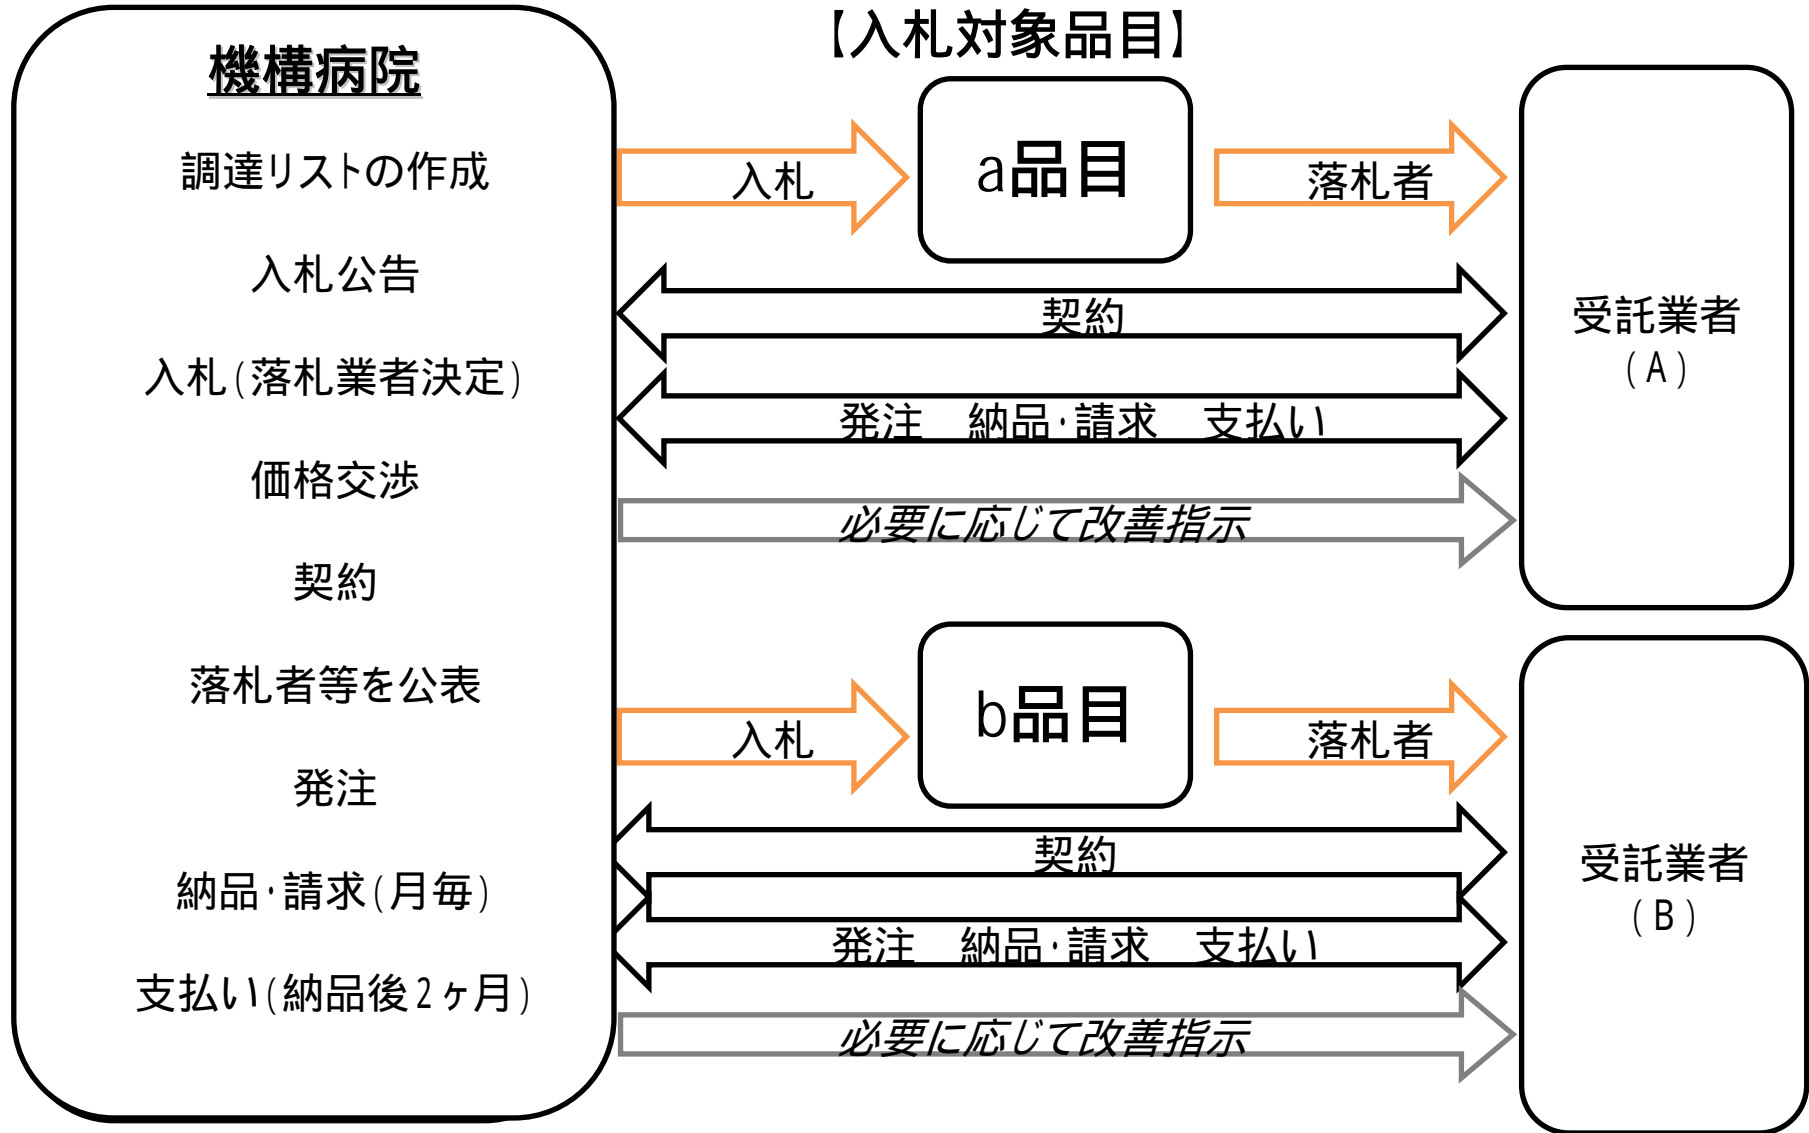 機構病院
調達リストの作成
入札公告
入札(落札業者決定)
価格交渉
契約
落札者等を公表
発注
納品・請求(月毎)
支払い(納品後2ヶ月)
【入札対象品目】
入札
a品目
落札者
契約
発注　納品・請求　支払い
必要に応じて改善指示
受託業者
(A)
入札
b品目
落札者
契約
発注　納品・請求　支払い
必要に応じて改善指示
受託業者
(B)